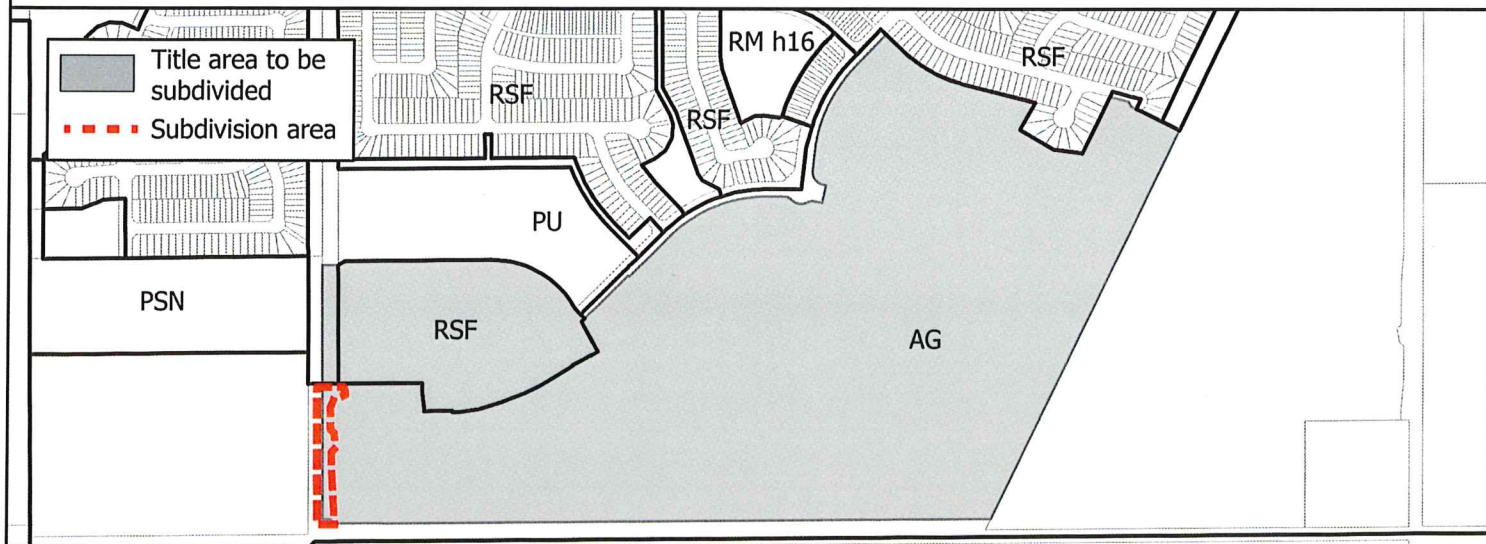 Title area to be
subdivided
Subdivision area
RSF
RM h16
RSF
RSF
PU
PSN
RSF
AG